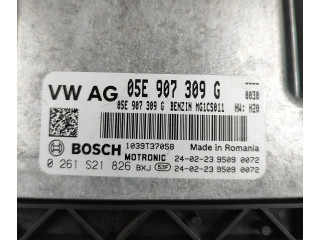 VW AG 05E 907 309 G 0030
05E 907 309 G BENZIN MG1CS011 HW: H20
BOSCH 1039T37058 Made in Romania
MOTRONIC 24-02-23 9509 0072
0 261 S21 826 BXJ 53F 24-02-23 9509 0072